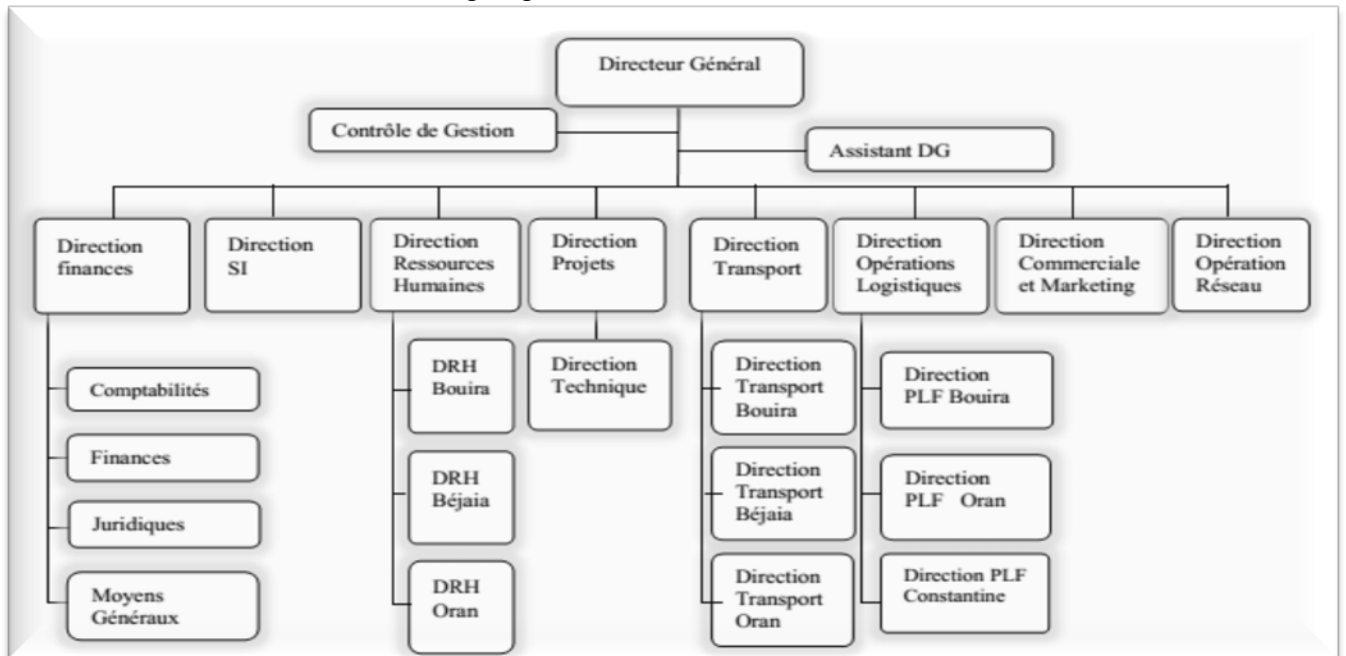 Directeur Général
Contrôle de Gestion
Assistant DG
Direction
finances
Direction
SI
Direction
Ressources
Humaines
Direction
Projets
Direction
Transport
Direction
Opérations
Logistiques
Direction
Commerciale
et Marketing
Direction
Opération
Réseau
Comptabilités
Finances
Juridiques
Moyens
Généraux
DRH
Bouira
DRH
Béjaia
DRH
Oran
Direction
Technique
Direction
Transport
Bouira
Direction
Transport
Béjaia
Direction
Transport
Oran
Direction
PLF Bouira
Direction
PLF Oran
Direction PLF
Constantine